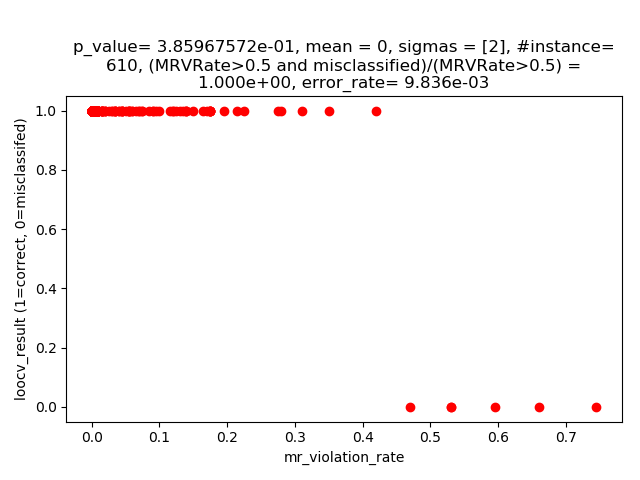 p_value= 3.85967572e-01, mean = 0, sigmas = [2], #instance=
610, (MRVRate>0.5 and misclassified)/(MRVRate>0.5) =
1.000e+00, error_rate= 9.836e-03
loocv_result (1=correct, 0=misclassifed)
1.0
0.8
0.6
0.4
0.2
0.0
0.0 0.1 0.2 0.3 0.4 0.5 0.6 0.7
mr_violation_rate